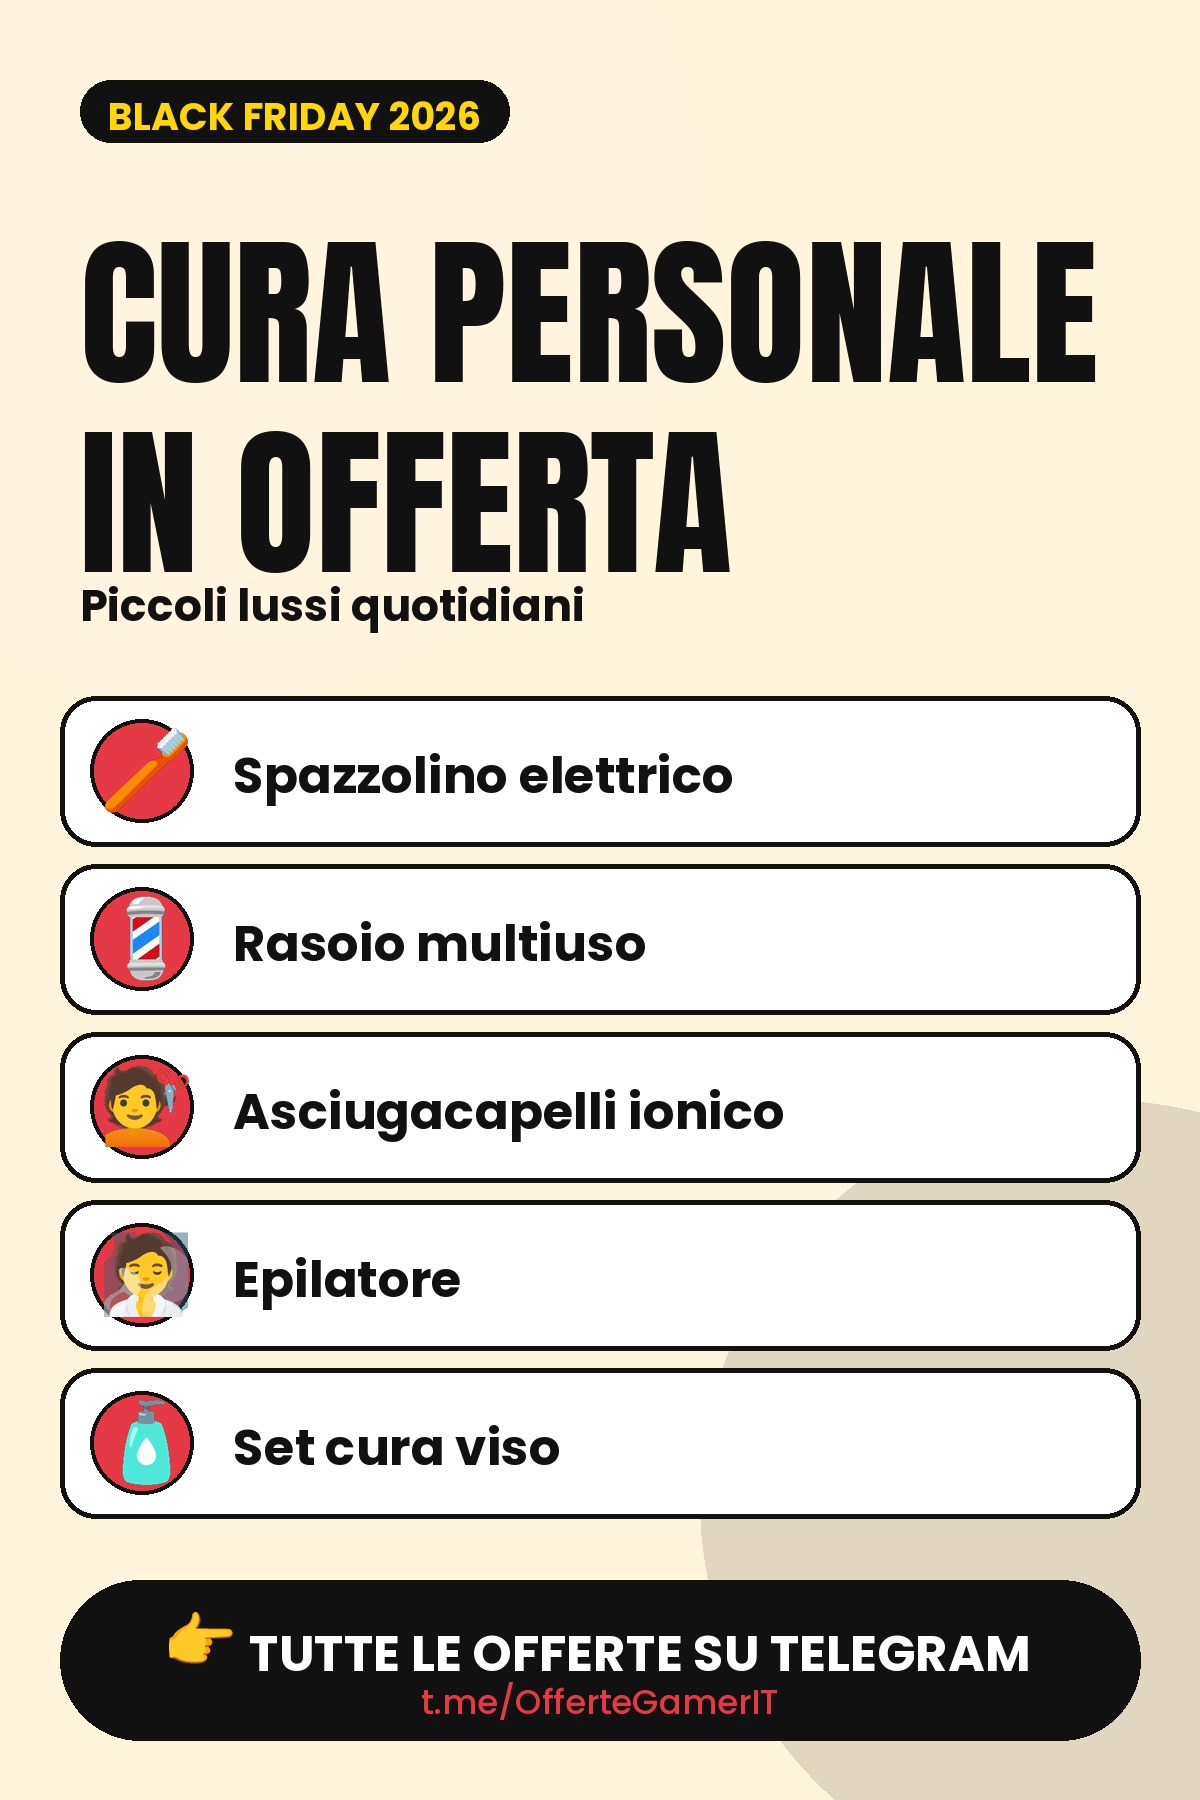 BLACK FRIDAY 2026
CURA PERSONALE
IN OFFERTA
Piccoli lussi quotidiani
Spazzolino elettrico
Rasoio multiuso
Asciugacapelli ionico
Epilatore
Set cura viso
TUTTE LE OFFERTE SU TELEGRAM
t.me/OfferteGamerIT